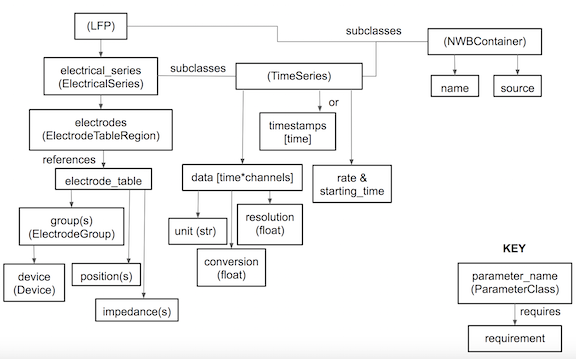 (LFP)
subclasses
(NWBContainer)
electrical_series
(ElectricalSeries)
subclasses
(TimeSeries)
name
source
or
electrodes
(ElectrodeTableRegion)
timestamps
[time]
references
electrode_table
data [time*channels]
rate &
starting_time
group(s)
(ElectrodeGroup)
unit (str)
resolution
(float)
conversion
(float)
device
(Device)
position(s)
impedance(s)
KEY
parameter_name
(ParameterClass)
requires
requirement